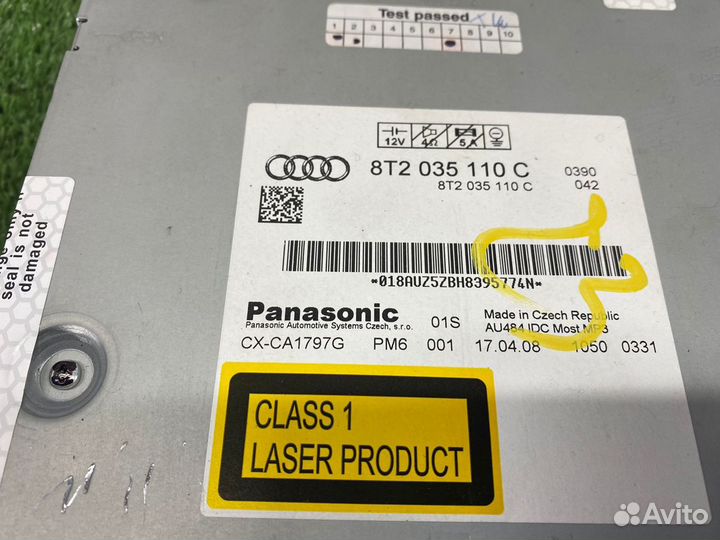 Test passed
1 2 3 4 5 6 7 8 9 10
12V 4Ω 5A
8T2 035 110 C 0390
8T2 035 110 C 042
seal is not
damaged
*018AUZ5ZBH8395774N*
Panasonic
Panasonic Automotive Systems Czech, s.r.o.
01S
Made in Czech Republic
AU484 IDC Most MP3
CX-CA1797G PM6 001 17.04.08 1050 0331
CLASS 1
LASER PRODUCT
Avito